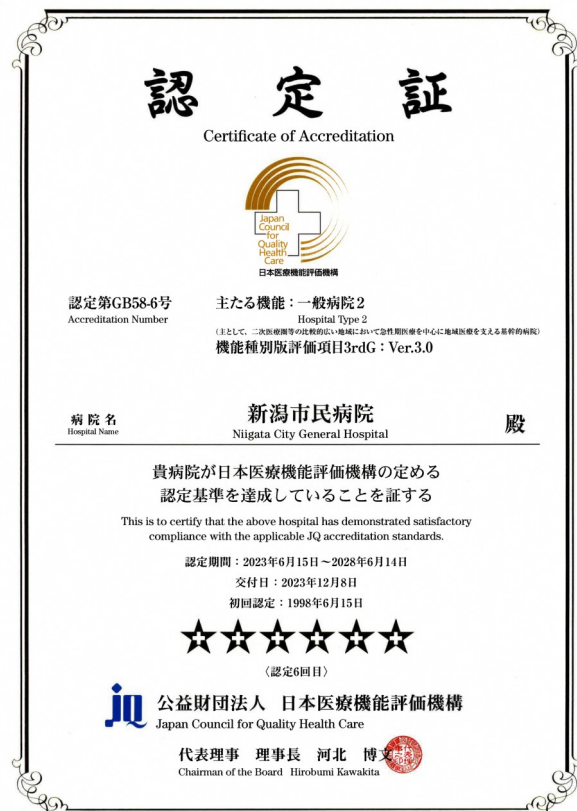 認定証
Certificate of Accreditation
Japan
Council
for
Quality
Health
Care
日本医療機能評価機構
認定第GB58-6号
Accreditation Number
主たる機能：一般病院2
Hospital Type 2
（主として、二次医療圏等の比較的広い地域において急性期医療を中心に地域医療を支える基幹的病院）
機能種別版評価項目3rdG：Ver.3.0
病院名
Hospital Name
新潟市民病院
Niigata City General Hospital
殿
貴病院が日本医療機能評価機構の定める
認定基準を達成していることを証する
This is to certify that the above hospital has demonstrated satisfactory
compliance with the applicable JQ accreditation standards.
認定期間：2023年6月15日～2028年6月14日
交付日：2023年12月8日
初回認定：1998年6月15日
〈認定6回目〉
jQ 公益財団法人 日本医療機能評価機構
Japan Council for Quality Health Care
代表理事 理事長 河北 博文
Chairman of the Board Hirobumi Kawakita